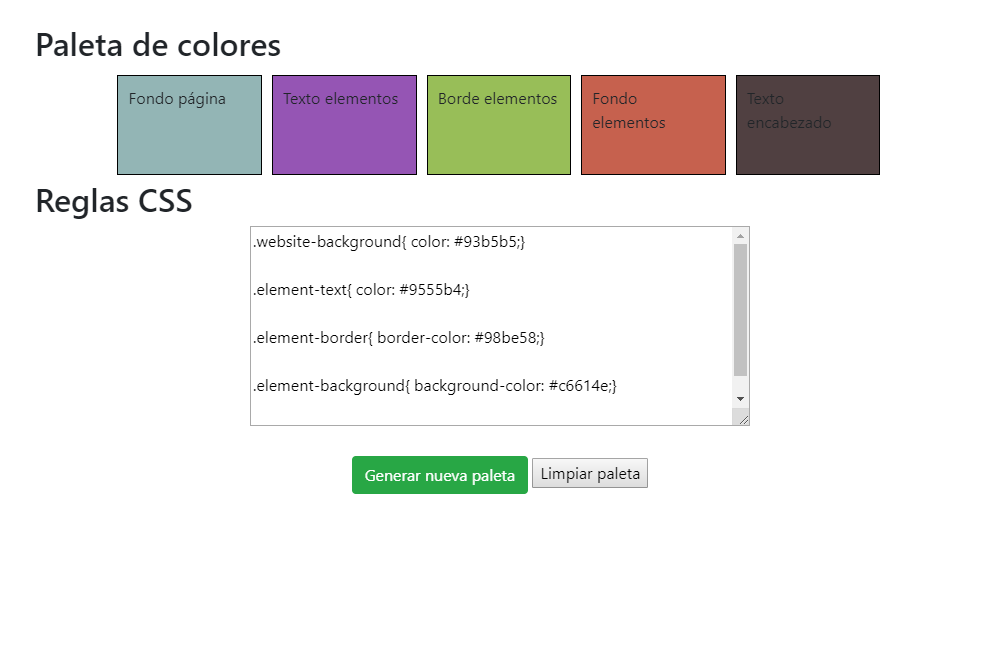 Paleta de colores
Fondo página
Texto elementos
Borde elementos
Fondo
elementos
Texto
encabezado
Reglas CSS
.website-background{ color: #93b5b5;}
.element-text{ color: #9555b4;}
.element-border{ border-color: #98be58;}
.element-background{ background-color: #c6614e;}
Generar nueva paleta
Limpiar paleta